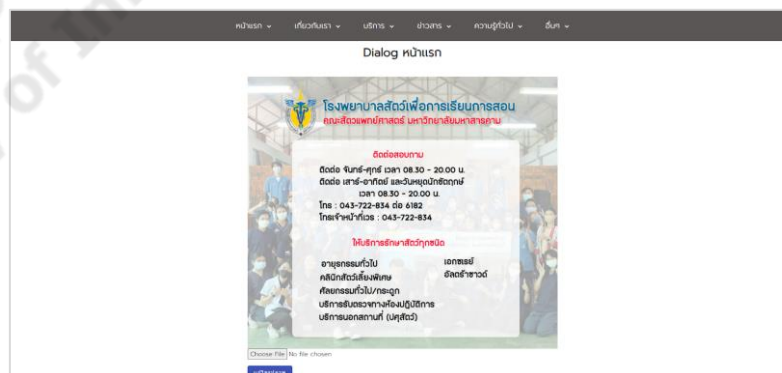 of In
หน้าแรก เกี่ยวกับเรา บริการ ข่าวสาร ความรู้ทั่วไป อื่นๆ
Dialog หน้าแรก
โรงพยาบาลสัตว์เพื่อการเรียนการสอน
คณะสัตวแพทย์ศาสตร์ มหาวิทยาลัยมหาสารคาม
ติดต่อสอบถาม
ติดต่อ จันทร์-ศุกร์ เวลา 08.30 - 20.00 น.
ติดต่อ เสาร์-อาทิตย์ และวันหยุดนักขัตฤกษ์
เวลา 08.30 - 20.00 น.
โทร : 043-722-834 ต่อ 6182
โทรเจ้าหน้าที่เวร : 043-722-834
ให้บริการรักษาสัตว์ทุกชนิด
อายุรกรรมทั่วไป เอกซเรย์
คลินิกสัตว์เลี้ยงพิเศษ อัลตร้าซาวด์
ศัลยกรรมทั่วไป/กระดูก
บริการรับตรวจทางห้องปฏิบัติการ
บริการนอกสถานที่ (ปศุสัตว์)
Choose File No file chosen